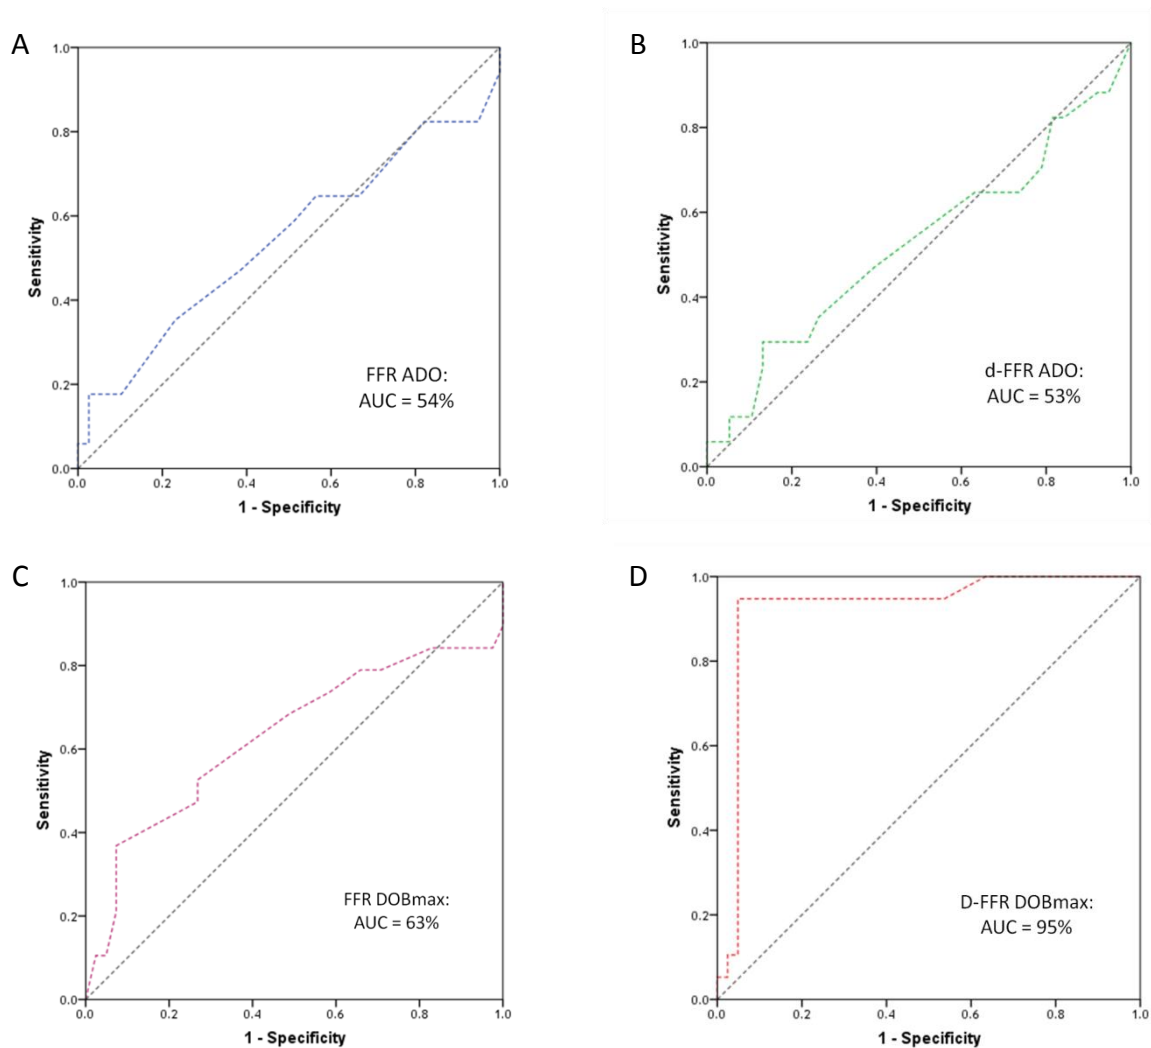 A
1.0
0.8
0.6
0.4
0.2
0.0
Sensitivity
FFR ADO:
AUC = 54%
0.0 0.2 0.4 0.6 0.8 1.0
1 - Specificity
B
1.0
0.8
0.6
0.4
0.2
0.0
Sensitivity
d-FFR ADO:
AUC = 53%
0.0 0.2 0.4 0.6 0.8 1.0
1 - Specificity
C
1.0
0.8
0.6
0.4
0.2
0.0
Sensitivity
FFR DOBmax:
AUC = 63%
0.0 0.2 0.4 0.6 0.8 1.0
1 - Specificity
D
1.0
0.8
0.6
0.4
0.2
0.0
Sensitivity
D-FFR DOBmax:
AUC = 95%
0.0 0.2 0.4 0.6 0.8 1.0
1 - Specificity